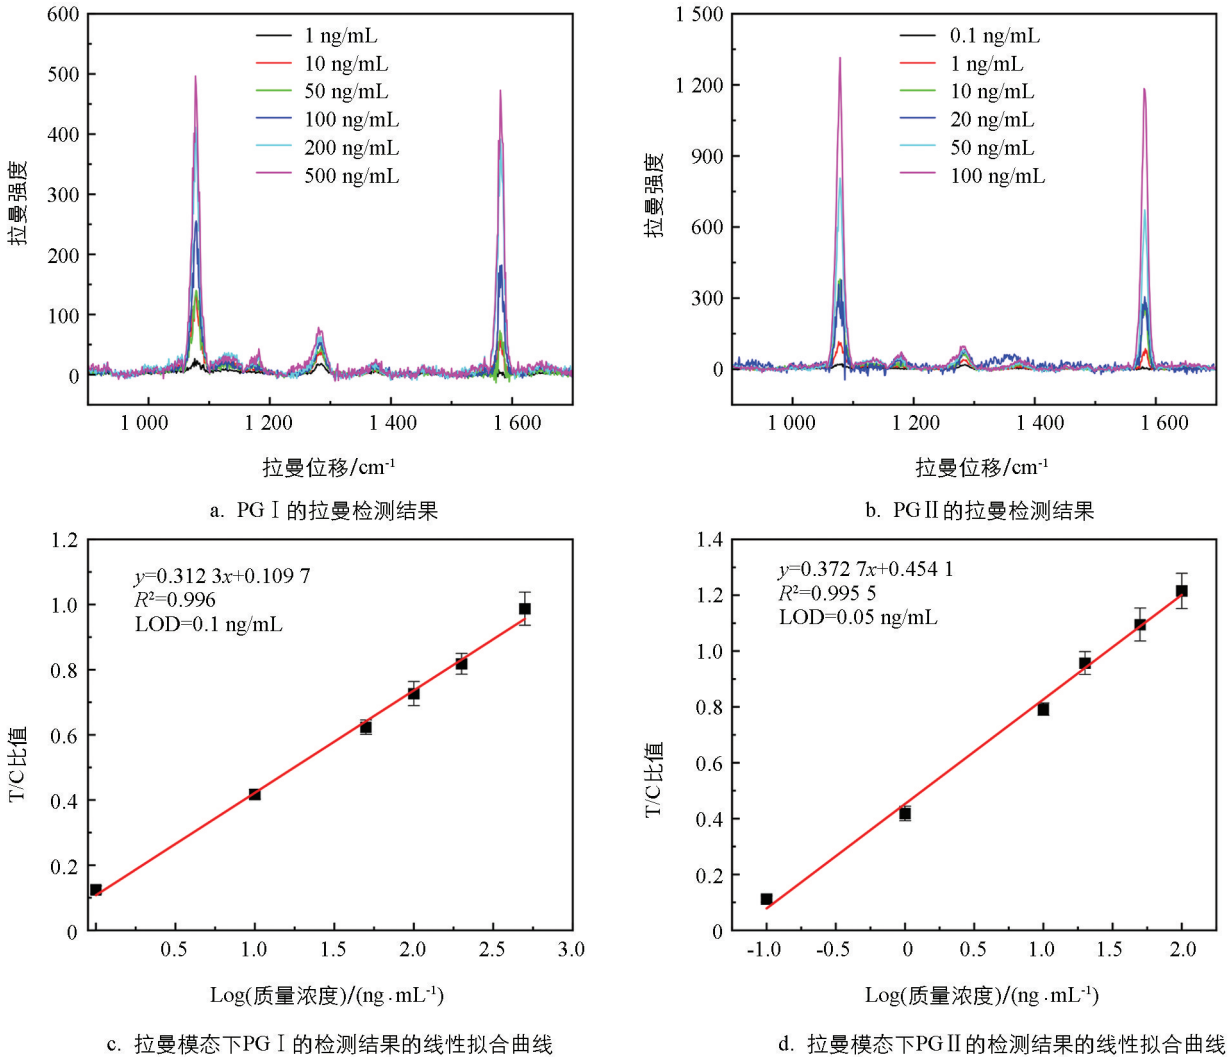 600
500
400
300
200
100
0
拉曼强度
1 ng/mL
10 ng/mL
50 ng/mL
100 ng/mL
200 ng/mL
500 ng/mL
1 000 1 200 1 400 1 600
拉曼位移/cm⁻¹
a. PGⅠ的拉曼检测结果
1 500
1 200
900
600
300
0
拉曼强度
0.1 ng/mL
1 ng/mL
10 ng/mL
20 ng/mL
50 ng/mL
100 ng/mL
1 000 1 200 1 400 1 600
拉曼位移/cm⁻¹
b. PGⅡ的拉曼检测结果
1.2
1.0
0.8
0.6
0.4
0.2
0
T/C比值
y=0.312 3x+0.109 7
R²=0.996
LOD=0.1 ng/mL
0.5 1.0 1.5 2.0 2.5 3.0
Log(质量浓度)/(ng·mL⁻¹)
c. 拉曼模态下PGⅠ的检测结果的线性拟合曲线
1.4
1.2
1.0
0.8
0.6
0.4
0.2
0
T/C比值
y=0.372 7x+0.454 1
R²=0.995 5
LOD=0.05 ng/mL
-1.0 -0.5 0 0.5 1.0 1.5 2.0
Log(质量浓度)/(ng·mL⁻¹)
d. 拉曼模态下PGⅡ的检测结果的线性拟合曲线